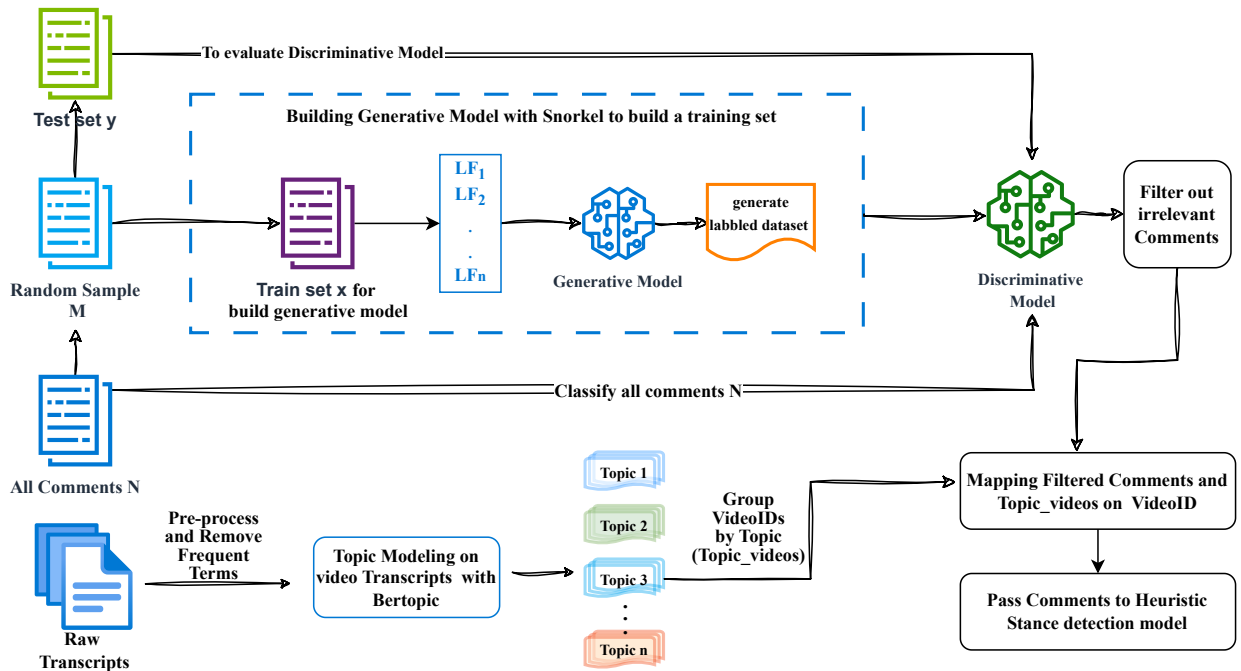 To evaluate Discriminative Model
Test set y
Building Generative Model with Snorkel to build a training set
LF1
LF2
.
.
LFn
generate
labbled dataset
Filter out
irrelevant
Comments
Random Sample
M
Train set x for
build generative model
Generative Model
Discriminative
Model
Classify all comments N
All Comments N
Pre-process
and Remove
Frequent
Terms
Topic Modeling on
video Transcripts with
Bertopic
Topic 1
Topic 2
Topic 3
Topic n
Group
VideoIDs
by Topic
(Topic_videos)
Mapping Filtered Comments and
Topic_videos on VideoID
Pass Comments to Heuristic
Stance detection model
Raw
Transcripts